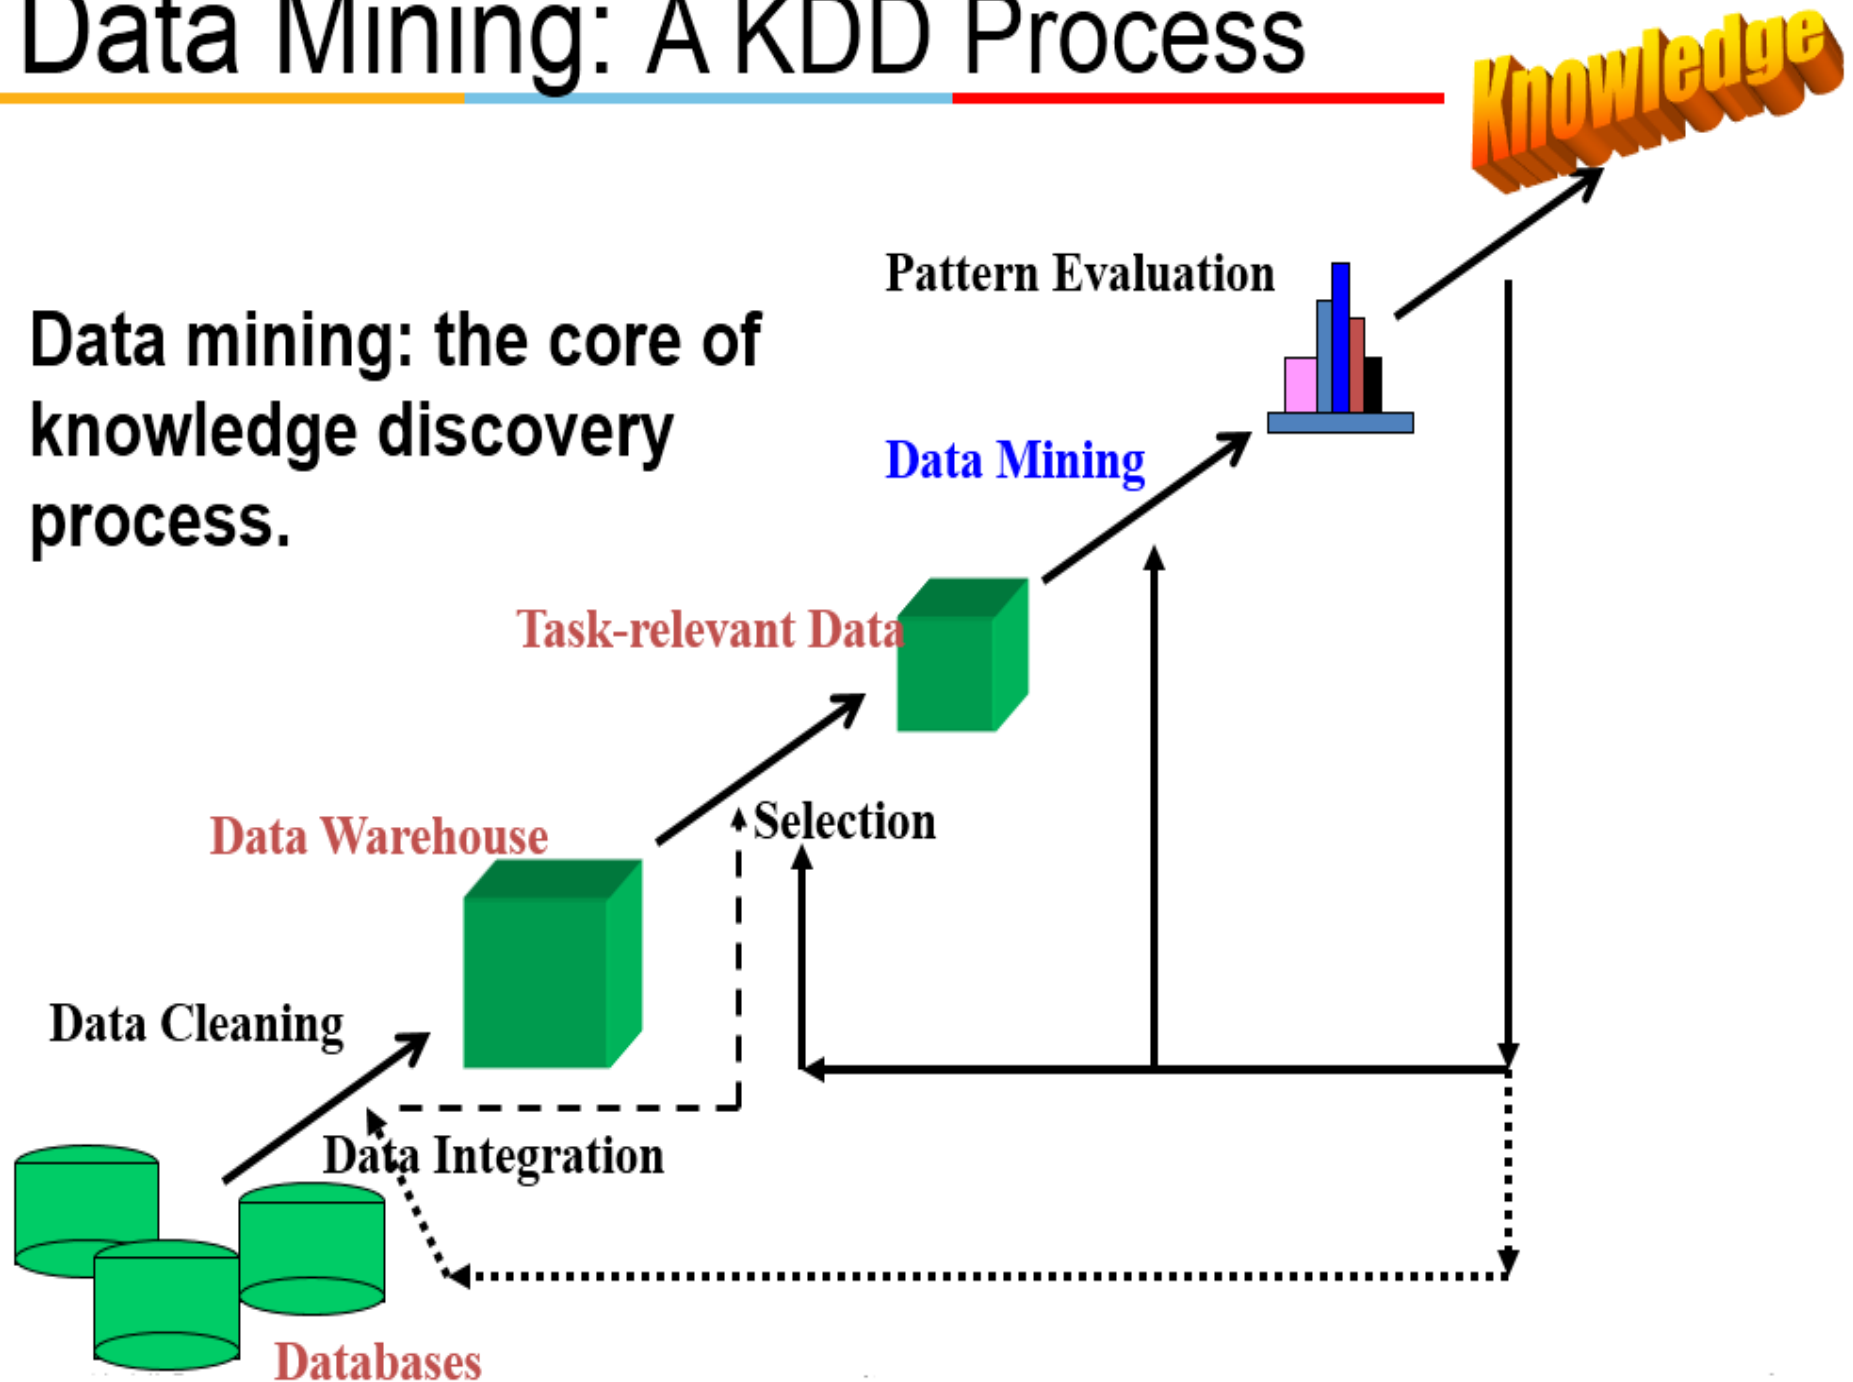 Data Mining: A KDD Process
Knowledge
Pattern Evaluation
Data mining: the core of
knowledge discovery
process.
Data Mining
Task-relevant Data
Selection
Data Warehouse
Data Cleaning
Data Integration
Databases